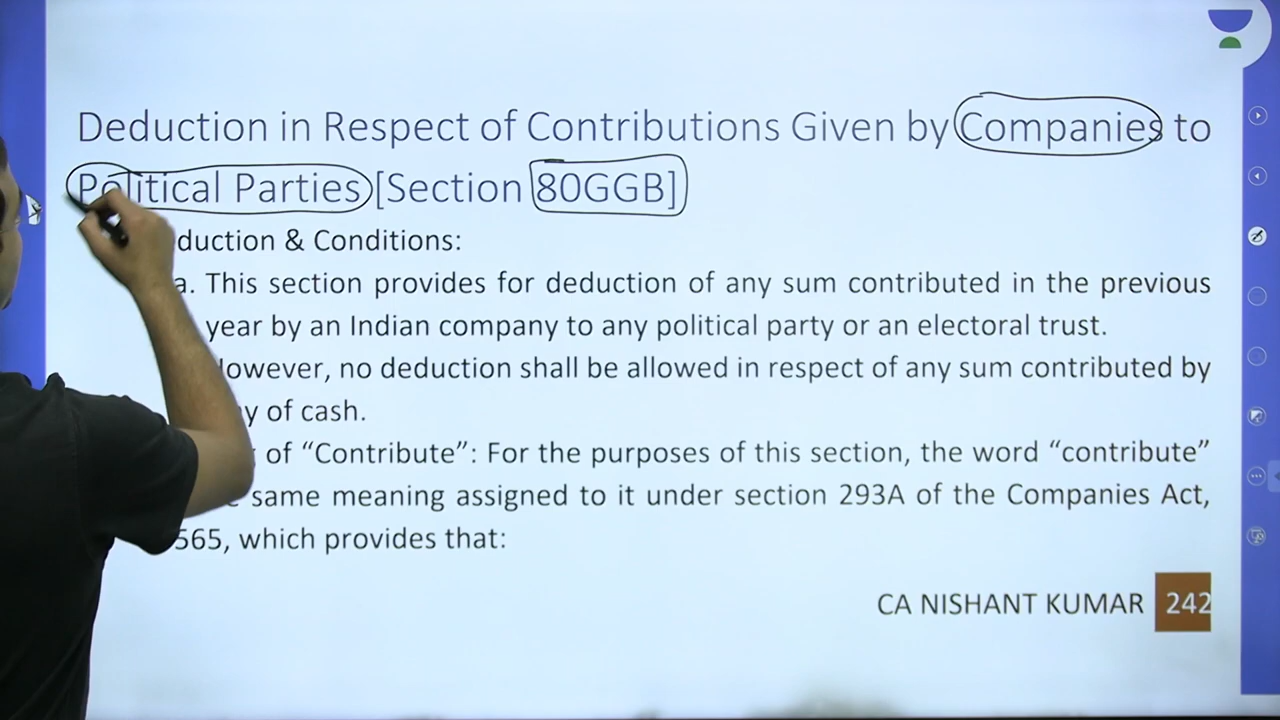 Deduction in Respect of Contributions Given by Companies to
Political Parties [Section 80GGB]
duction & Conditions:
a. This section provides for deduction of any sum contributed in the previous
year by an Indian company to any political party or an electoral trust.
owever, no deduction shall be allowed in respect of any sum contributed by
y of cash.
of “Contribute”: For the purposes of this section, the word “contribute”
same meaning assigned to it under section 293A of the Companies Act,
565, which provides that:
CA NISHANT KUMAR 242